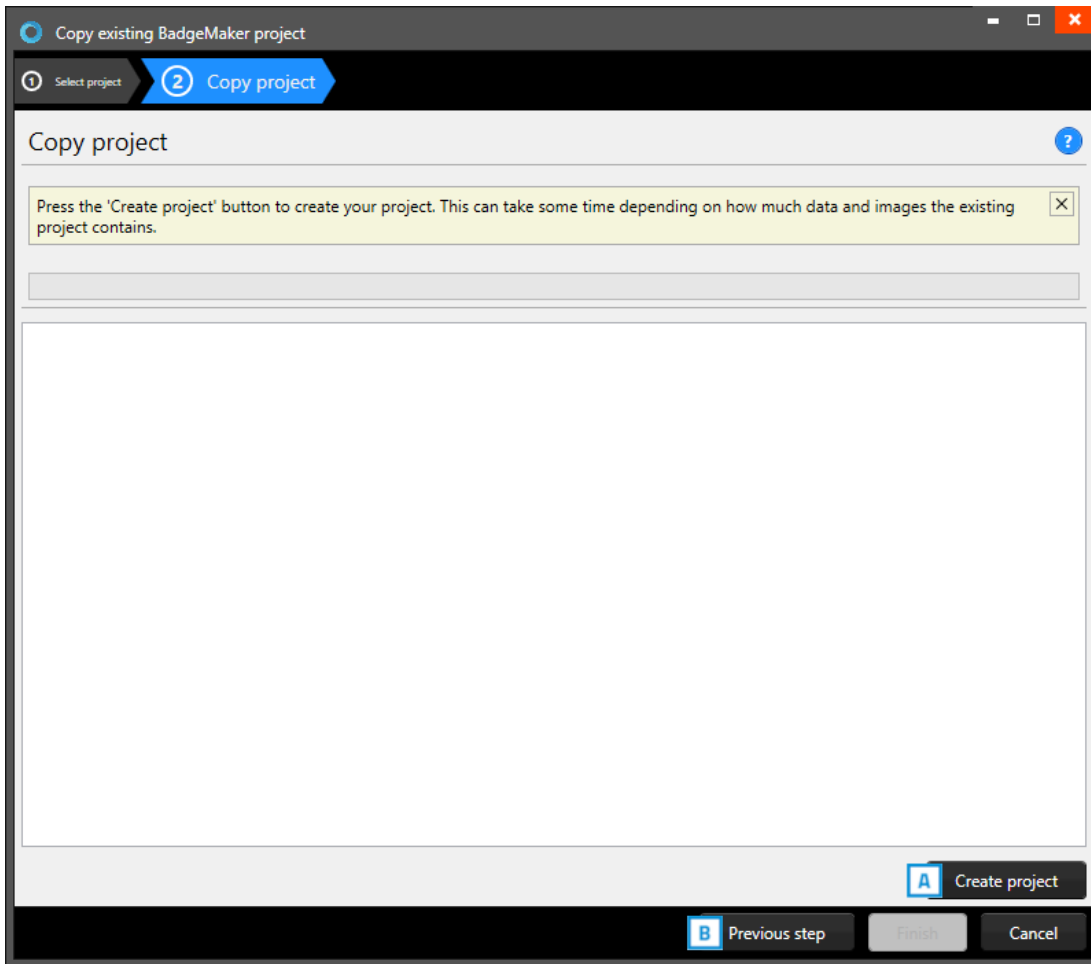 Copy existing BadgeMaker project
1 Select project
2 Copy project
Copy project
?
Press the 'Create project' button to create your project. This can take some time depending on how much data and images the existing
project contains.
A Create project
B Previous step
Finish
Cancel